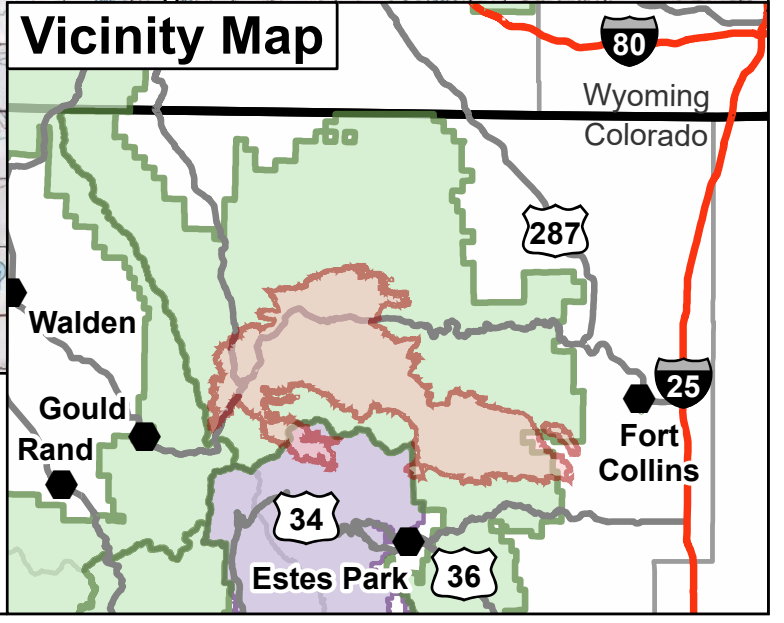 Vicinity Map
80
Wyoming
Colorado
287
Walden
25
Gould
Fort
Collins
Rand
34
Estes Park
36